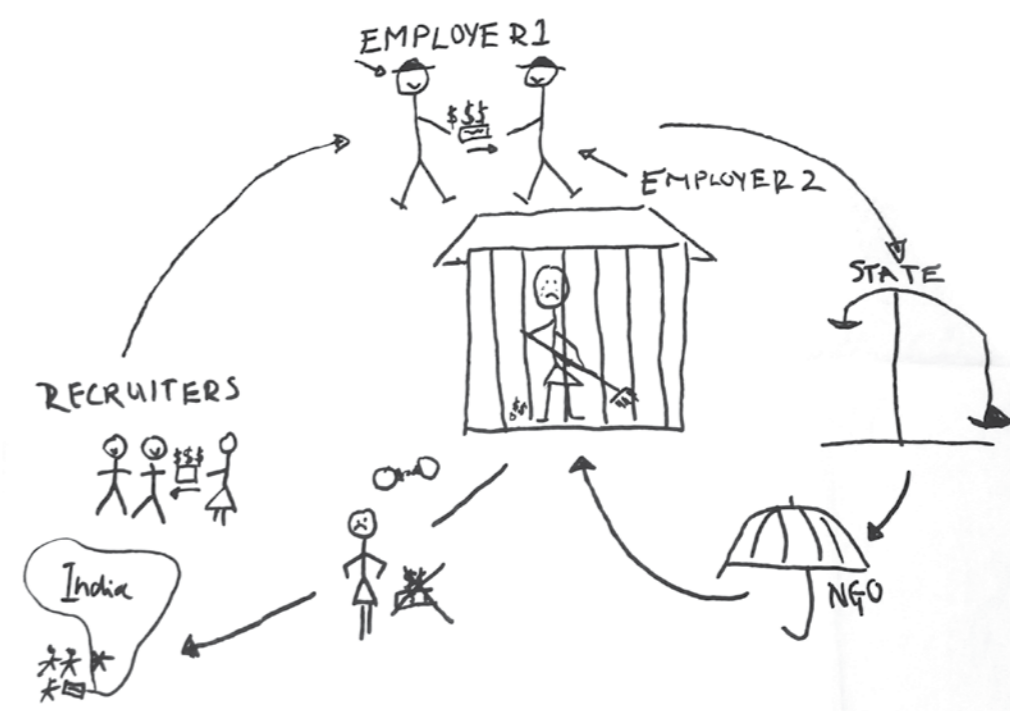 EMPLOYER1
$$$
EMPLOYER2
STATE
RECRUITERS
$$$
$$
India
NGO